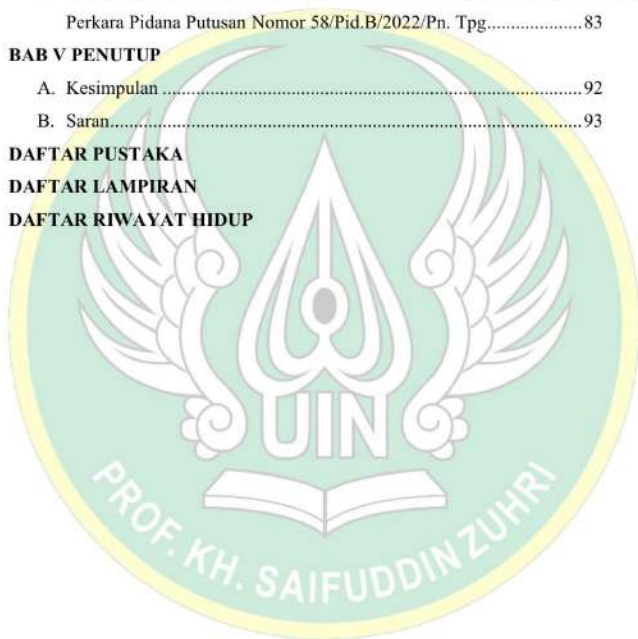 Perkara Pidana Putusan Nomor 58/Pid.B/2022/Pn. Tpg.....................83
BAB V PENUTUP
A. Kesimpulan ............................................................................92
B. Saran.....................................................................................93
DAFTAR PUSTAKA
DAFTAR LAMPIRAN
DAFTAR RIWAYAT HIDUP
UIN
PROF. KH. SAIFUDDIN ZUHRI